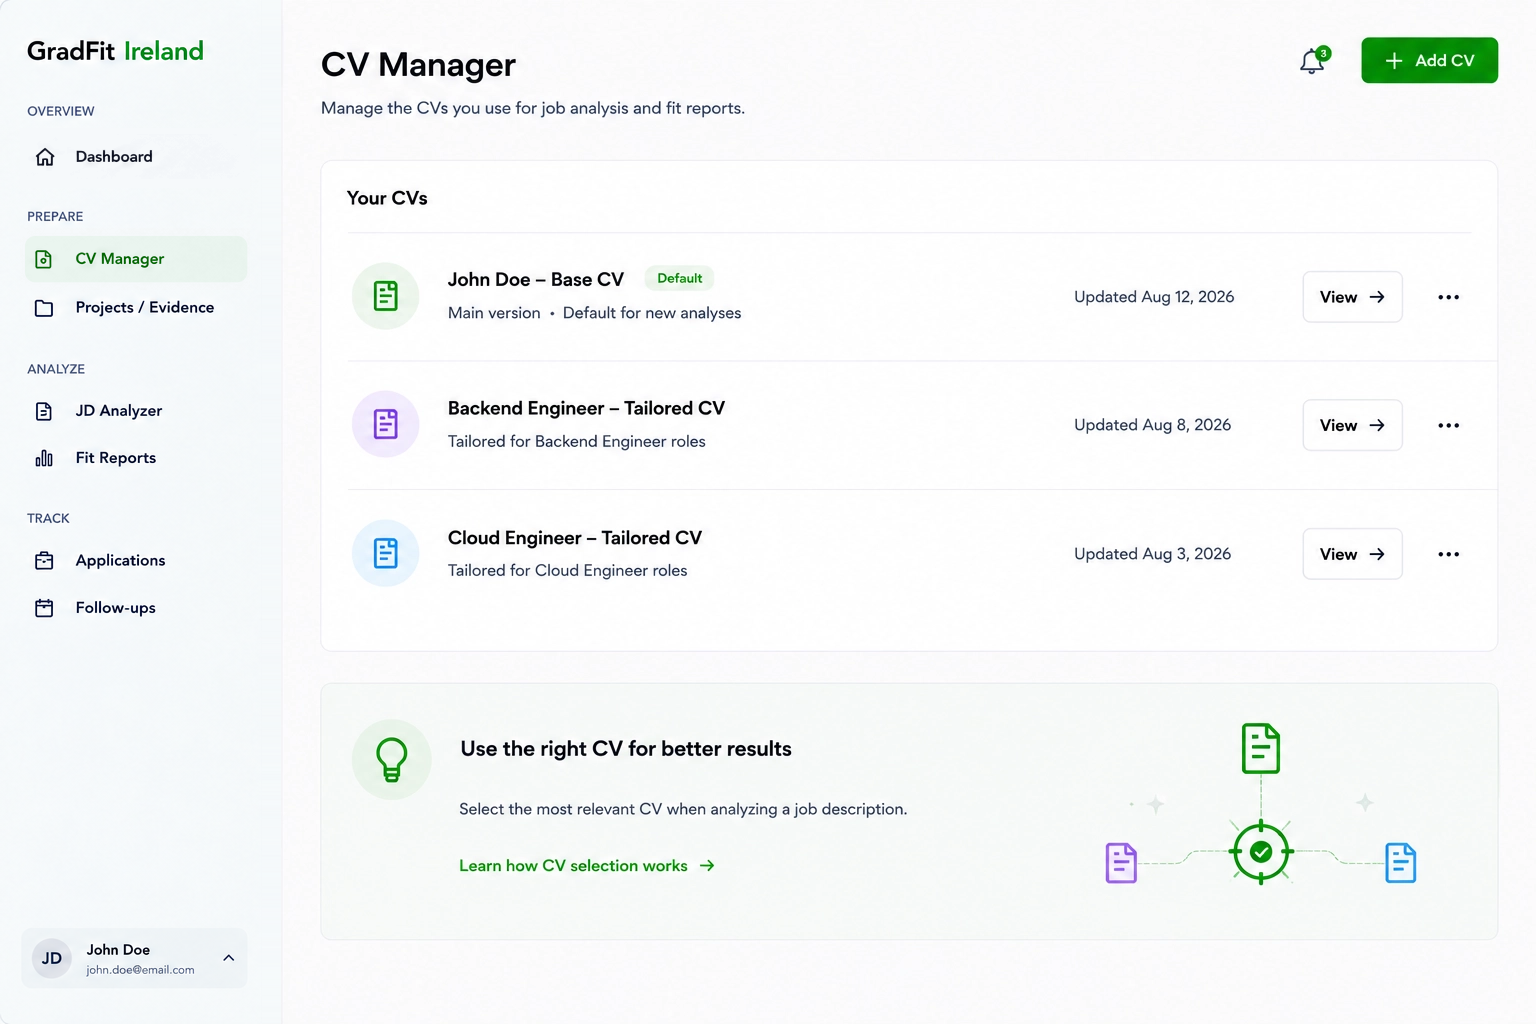 GradFit Ireland
OVERVIEW
Dashboard
PREPARE
CV Manager
Projects / Evidence
ANALYZE
JD Analyzer
Fit Reports
TRACK
Applications
Follow-ups
JD
John Doe
john.doe@email.com
CV Manager
Manage the CVs you use for job analysis and fit reports.
3
+ Add CV
Your CVs
John Doe – Base CV Default
Main version • Default for new analyses
Updated Aug 12, 2026
View →
Backend Engineer – Tailored CV
Tailored for Backend Engineer roles
Updated Aug 8, 2026
View →
Cloud Engineer – Tailored CV
Tailored for Cloud Engineer roles
Updated Aug 3, 2026
View →
Use the right CV for better results
Select the most relevant CV when analyzing a job description.
Learn how CV selection works →